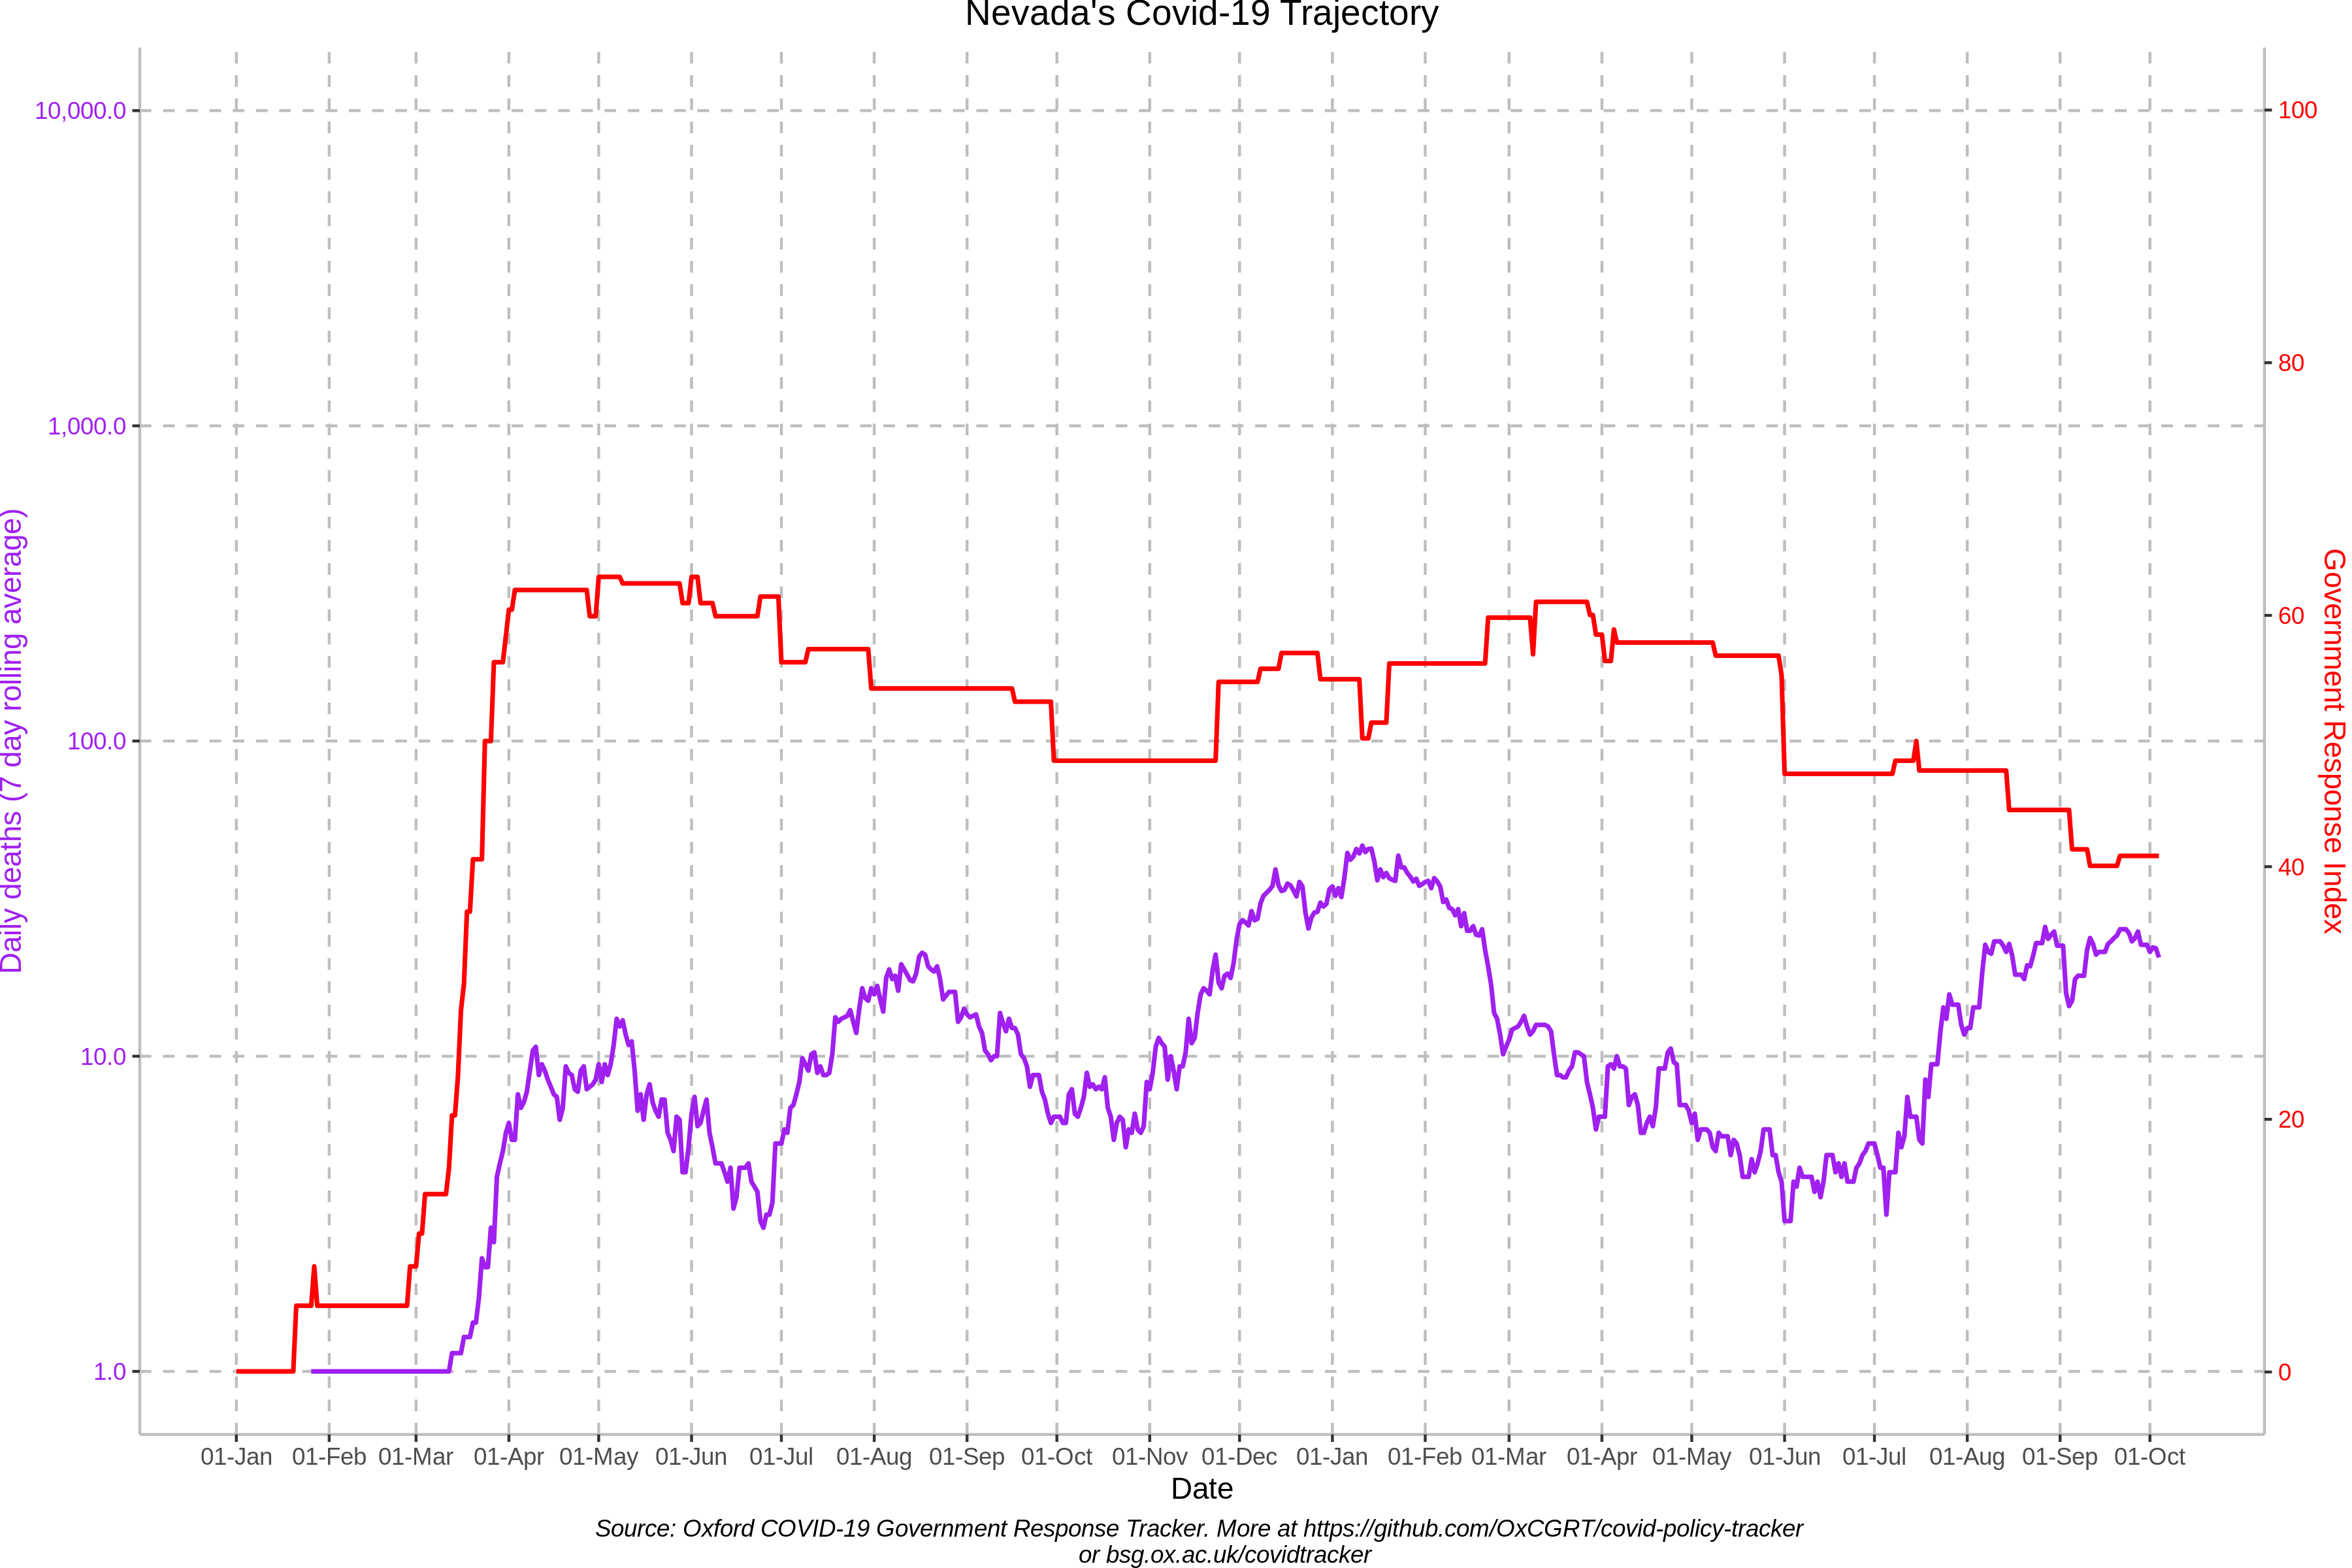 Nevada's Covid-19 Trajectory
10,000.0
1,000.0
100.0
10.0
1.0
Daily deaths (7 day rolling average)
100
80
60
40
20
0
Government Response Index
01-Jan 01-Feb 01-Mar 01-Apr 01-May 01-Jun 01-Jul 01-Aug 01-Sep 01-Oct 01-Nov 01-Dec 01-Jan 01-Feb 01-Mar 01-Apr 01-May 01-Jun 01-Jul 01-Aug 01-Sep 01-Oct
Date
Source: Oxford COVID-19 Government Response Tracker. More at https://github.com/OxCGRT/covid-policy-tracker
or bsg.ox.ac.uk/covidtracker